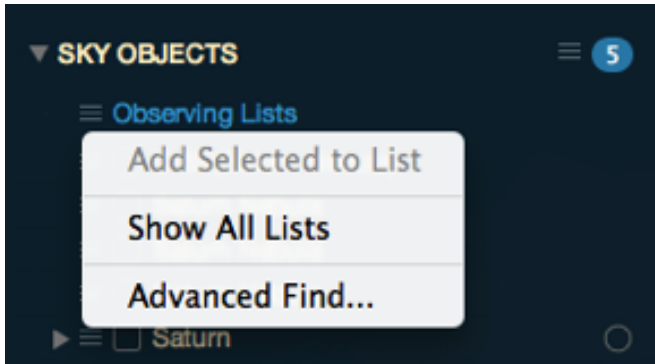 SKY OBJECTS 5
Observing Lists
Add Selected to List
Show All Lists
Advanced Find...
Saturn